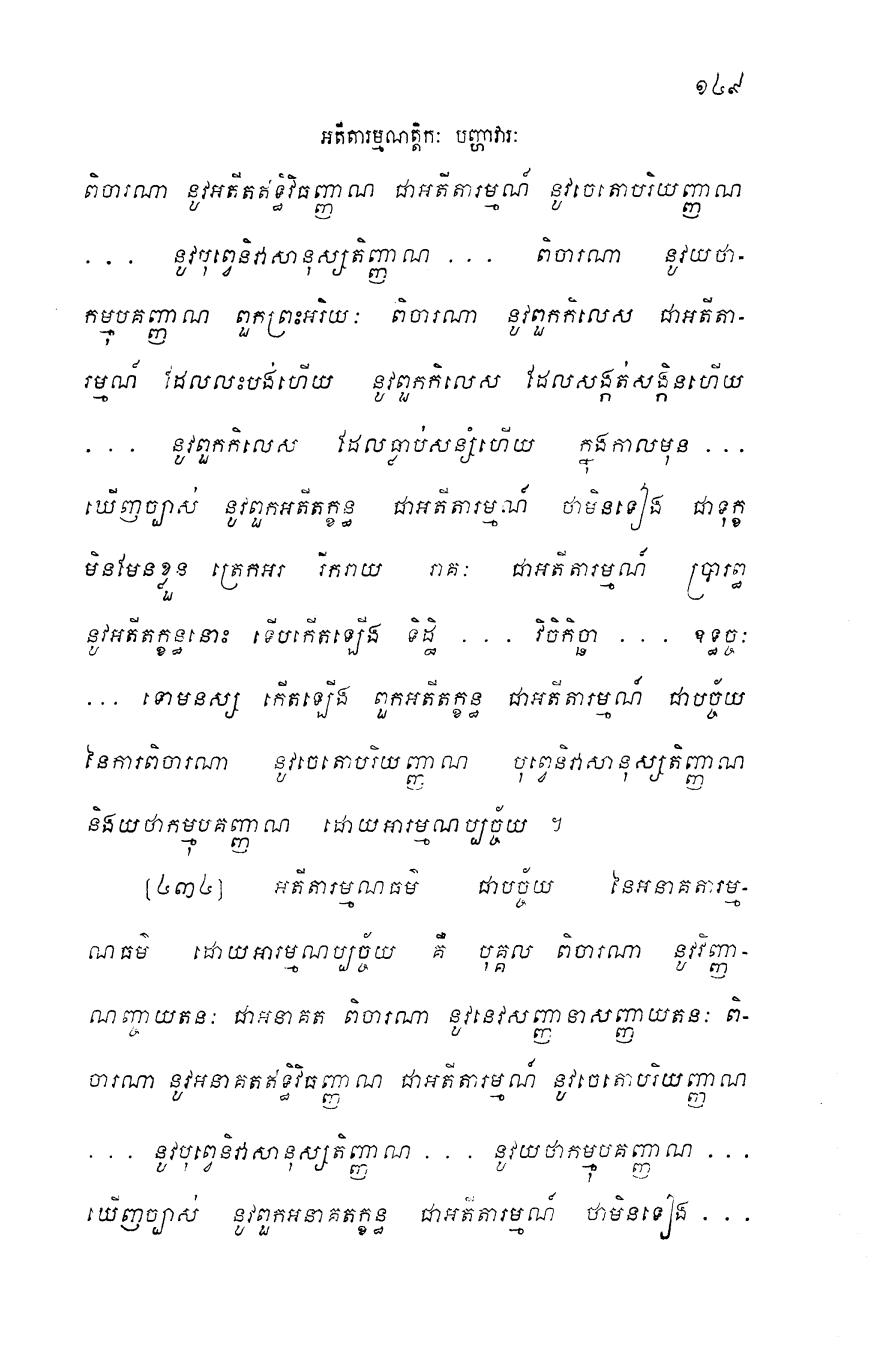 ១៤៩
អតីតារម្មណត្តិកៈ បញ្ហាវារៈ
ពិចារណា នូវអតីតឥទ្ធិវិធញ្ញាណ ជាអតីតារម្មណ៍ នូវចេតោបរិយញ្ញាណ
. . . នូវបុព្វេនិវាសានុស្សតិញ្ញាណ . . . ពិចារណា នូវយថា-
កម្មុបគញ្ញាណ ពួកព្រះអរិយៈ ពិចារណា នូវពួកកិលេស ជាអតីតា-
រម្មណ៍ ដែលលះបង់ហើយ នូវពួកកិលេស ដែលសង្កត់សង្កិនហើយ
. . . នូវពួកកិលេស ដែលធ្លាប់សន្សំហើយ ក្នុងកាលមុន . . .
ឃើញច្បាស់ នូវពួកអតីតក្ខន្ធ ជាអតីតារម្មណ៍ ថាមិនទៀង ជាទុក្ខ
មិនមែនខ្លួន ត្រេកអរ រីករាយ រាគៈ ជាអតីតារម្មណ៍ ប្រារព្ធ
នូវអតីតក្ខន្ធនោះ ទើបកើតឡើង ទិដ្ឋិ . . . វិចិកិច្ឆា . . . ឧទ្ធច្ចៈ
... ទោមនស្ស កើតឡើង ពួកអតីតក្ខន្ធ ជាអតីតារម្មណ៍ ជាបច្ច័យ
នៃការពិចារណា នូវចេតោបរិយញ្ញាណ បុព្វេនិវាសានុស្សតិញ្ញាណ
និងយថាកម្មុបគញ្ញាណ ដោយអារម្មណប្បច្ច័យ ។
[៤៣៤] អតីតារម្មណធម៌ ជាបច្ច័យ នៃអនាគតារម្ម-
ណធម៌ ដោយអារម្មណប្បច្ច័យ គឺ បុគ្គល ពិចារណា នូវវិញ្ញា-
ណញ្ចាយតនៈ ជាអនាគត ពិចារណា នូវនេវសញ្ញានាសញ្ញាយតនៈ ពិ-
ចារណា នូវអនាគតឥទ្ធិវិធញ្ញាណ ជាអតីតារម្មណ៍ នូវចេតោបរិយញ្ញាណ
. . . នូវបុព្វេនិវាសានុស្សតិញ្ញាណ . . . នូវយថាកម្មុបគញ្ញាណ . . .
ឃើញច្បាស់ នូវពួកអនាគតក្ខន្ធ ជាអតីតារម្មណ៍ ថាមិនទៀង . . .